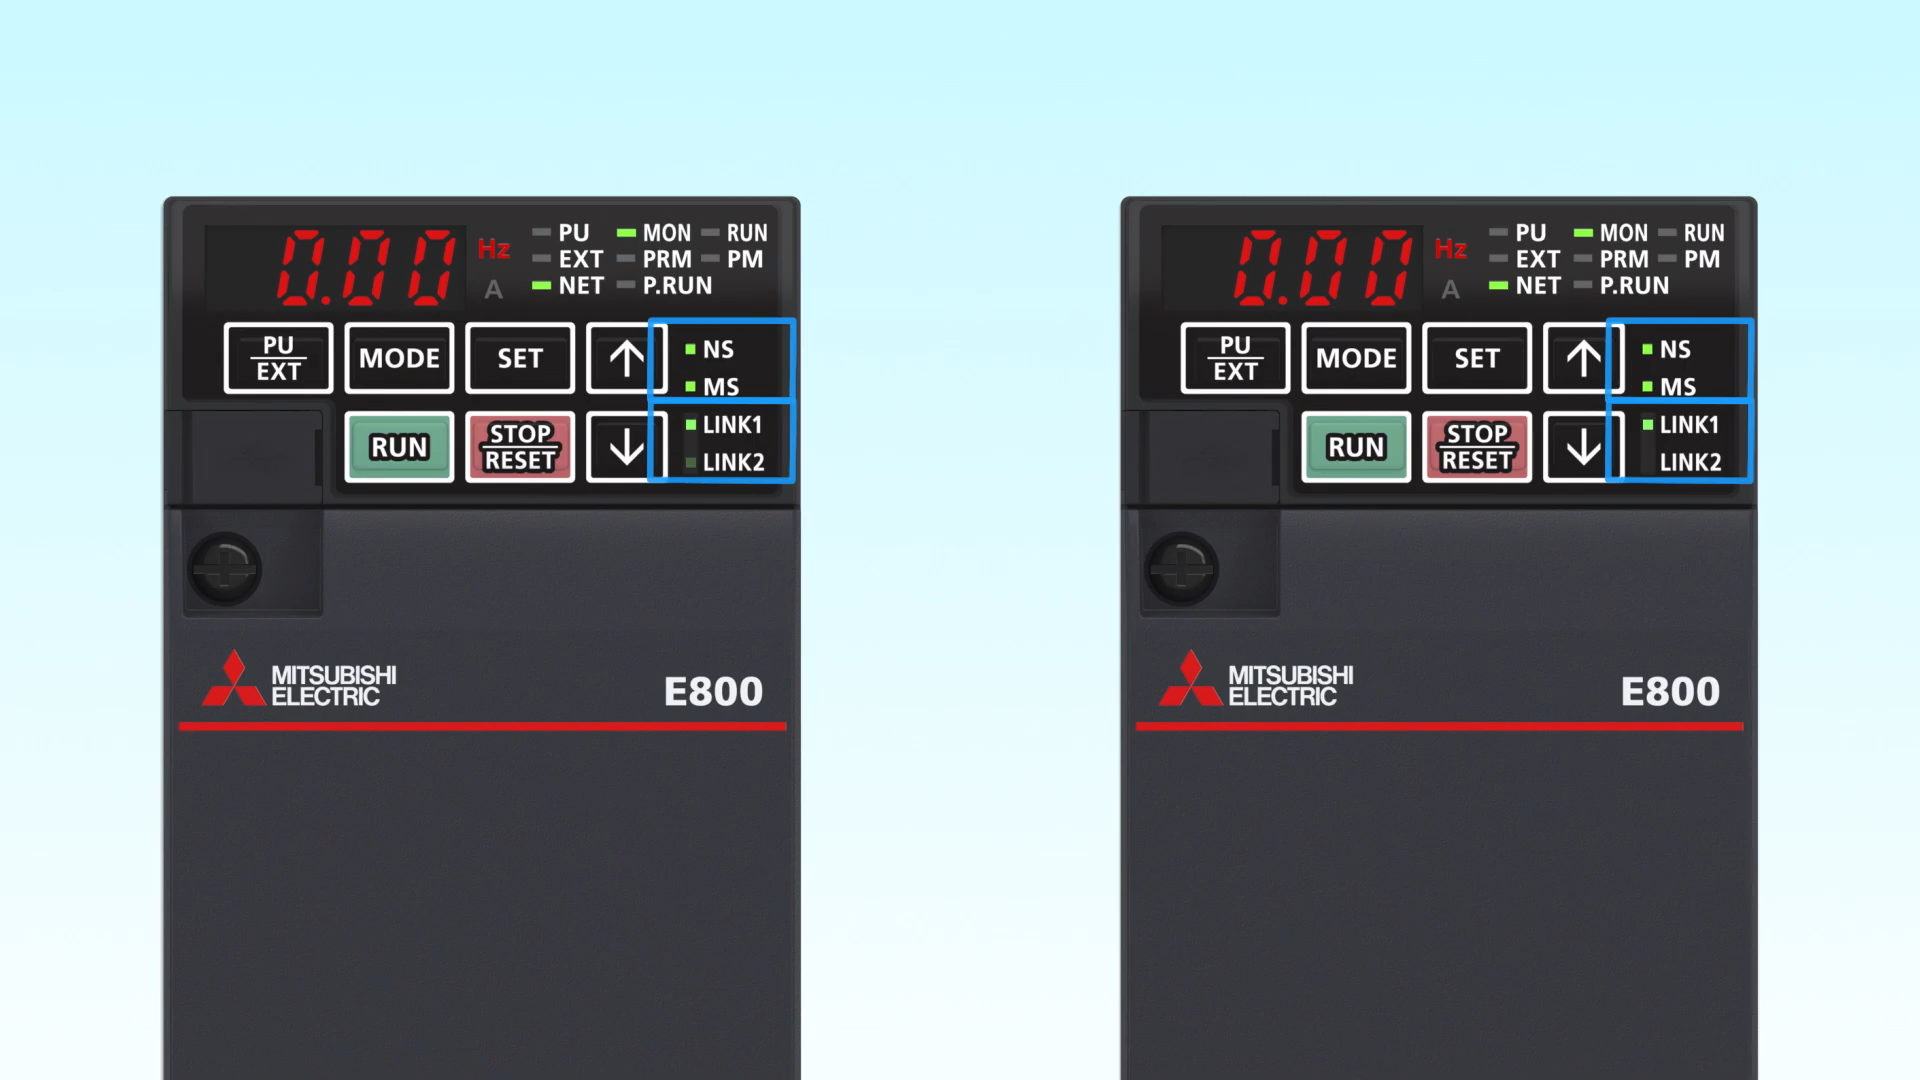 0.00 Hz A
PU MON RUN
EXT PRM PM
NET P.RUN
PU
EXT
MODE
SET
↑
NS
MS
RUN
STOP
RESET
↓
LINK1
LINK2
MITSUBISHI
ELECTRIC
E800
0.00 Hz A
PU MON RUN
EXT PRM PM
NET P.RUN
PU
EXT
MODE
SET
↑
NS
MS
RUN
STOP
RESET
↓
LINK1
LINK2
MITSUBISHI
ELECTRIC
E800